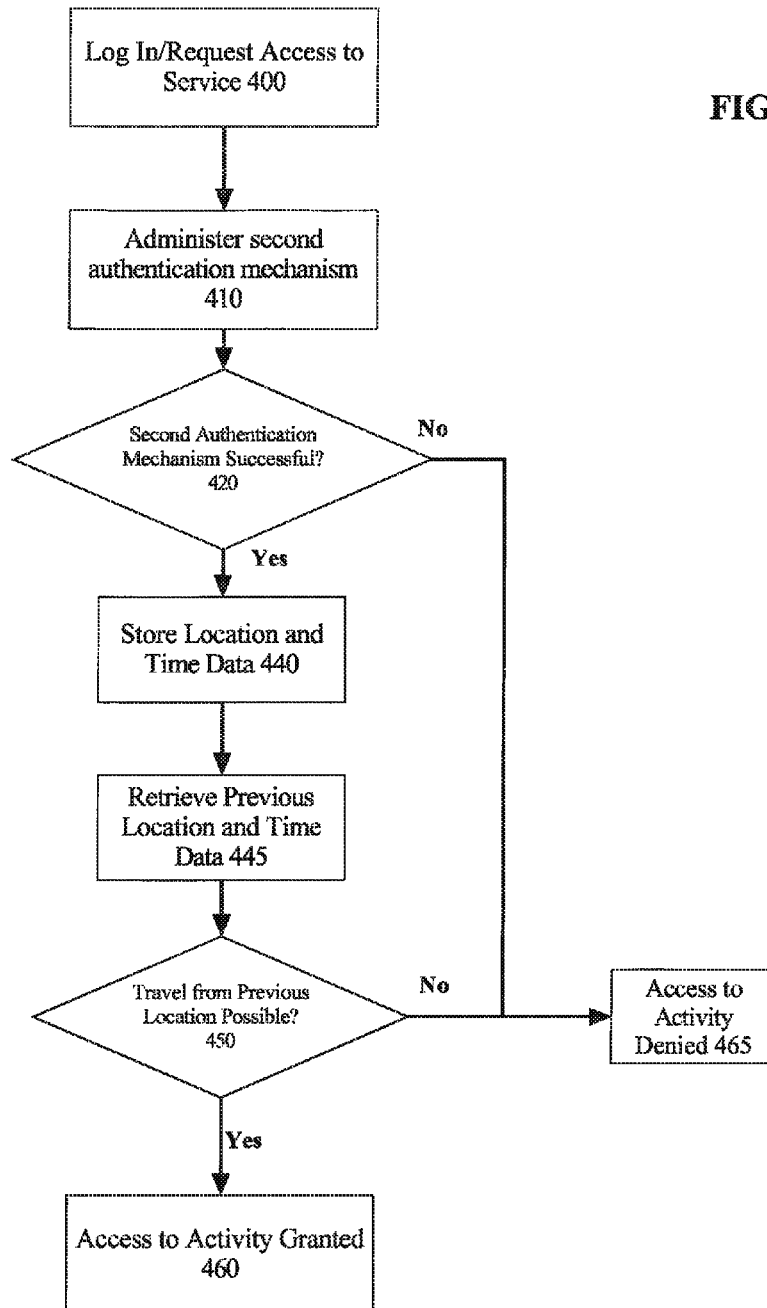 Log In/Request Access to
Service 400
FIG
Administer second
authentication mechanism
410
Second Authentication
Mechanism Successful?
420
No
Yes
Store Location and
Time Data 440
Retrieve Previous
Location and Time
Data 445
Travel from Previous
Location Possible?
450
No
Access to
Activity
Denied 465
Yes
Access to Activity Granted
460